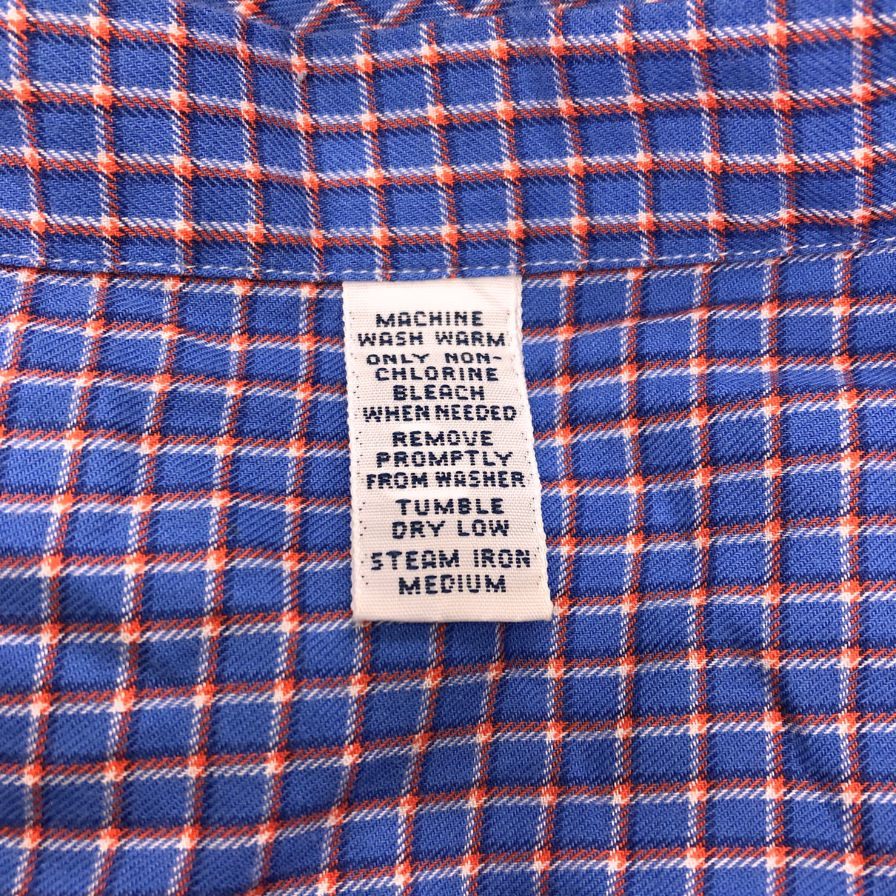 MACHINE
WASH WARM
ONLY NON-
CHLORINE
BLEACH
WHEN NEEDED
REMOVE
PROMPTLY
FROM WASHER
TUMBLE
DRY LOW
STEAM IRON
MEDIUM